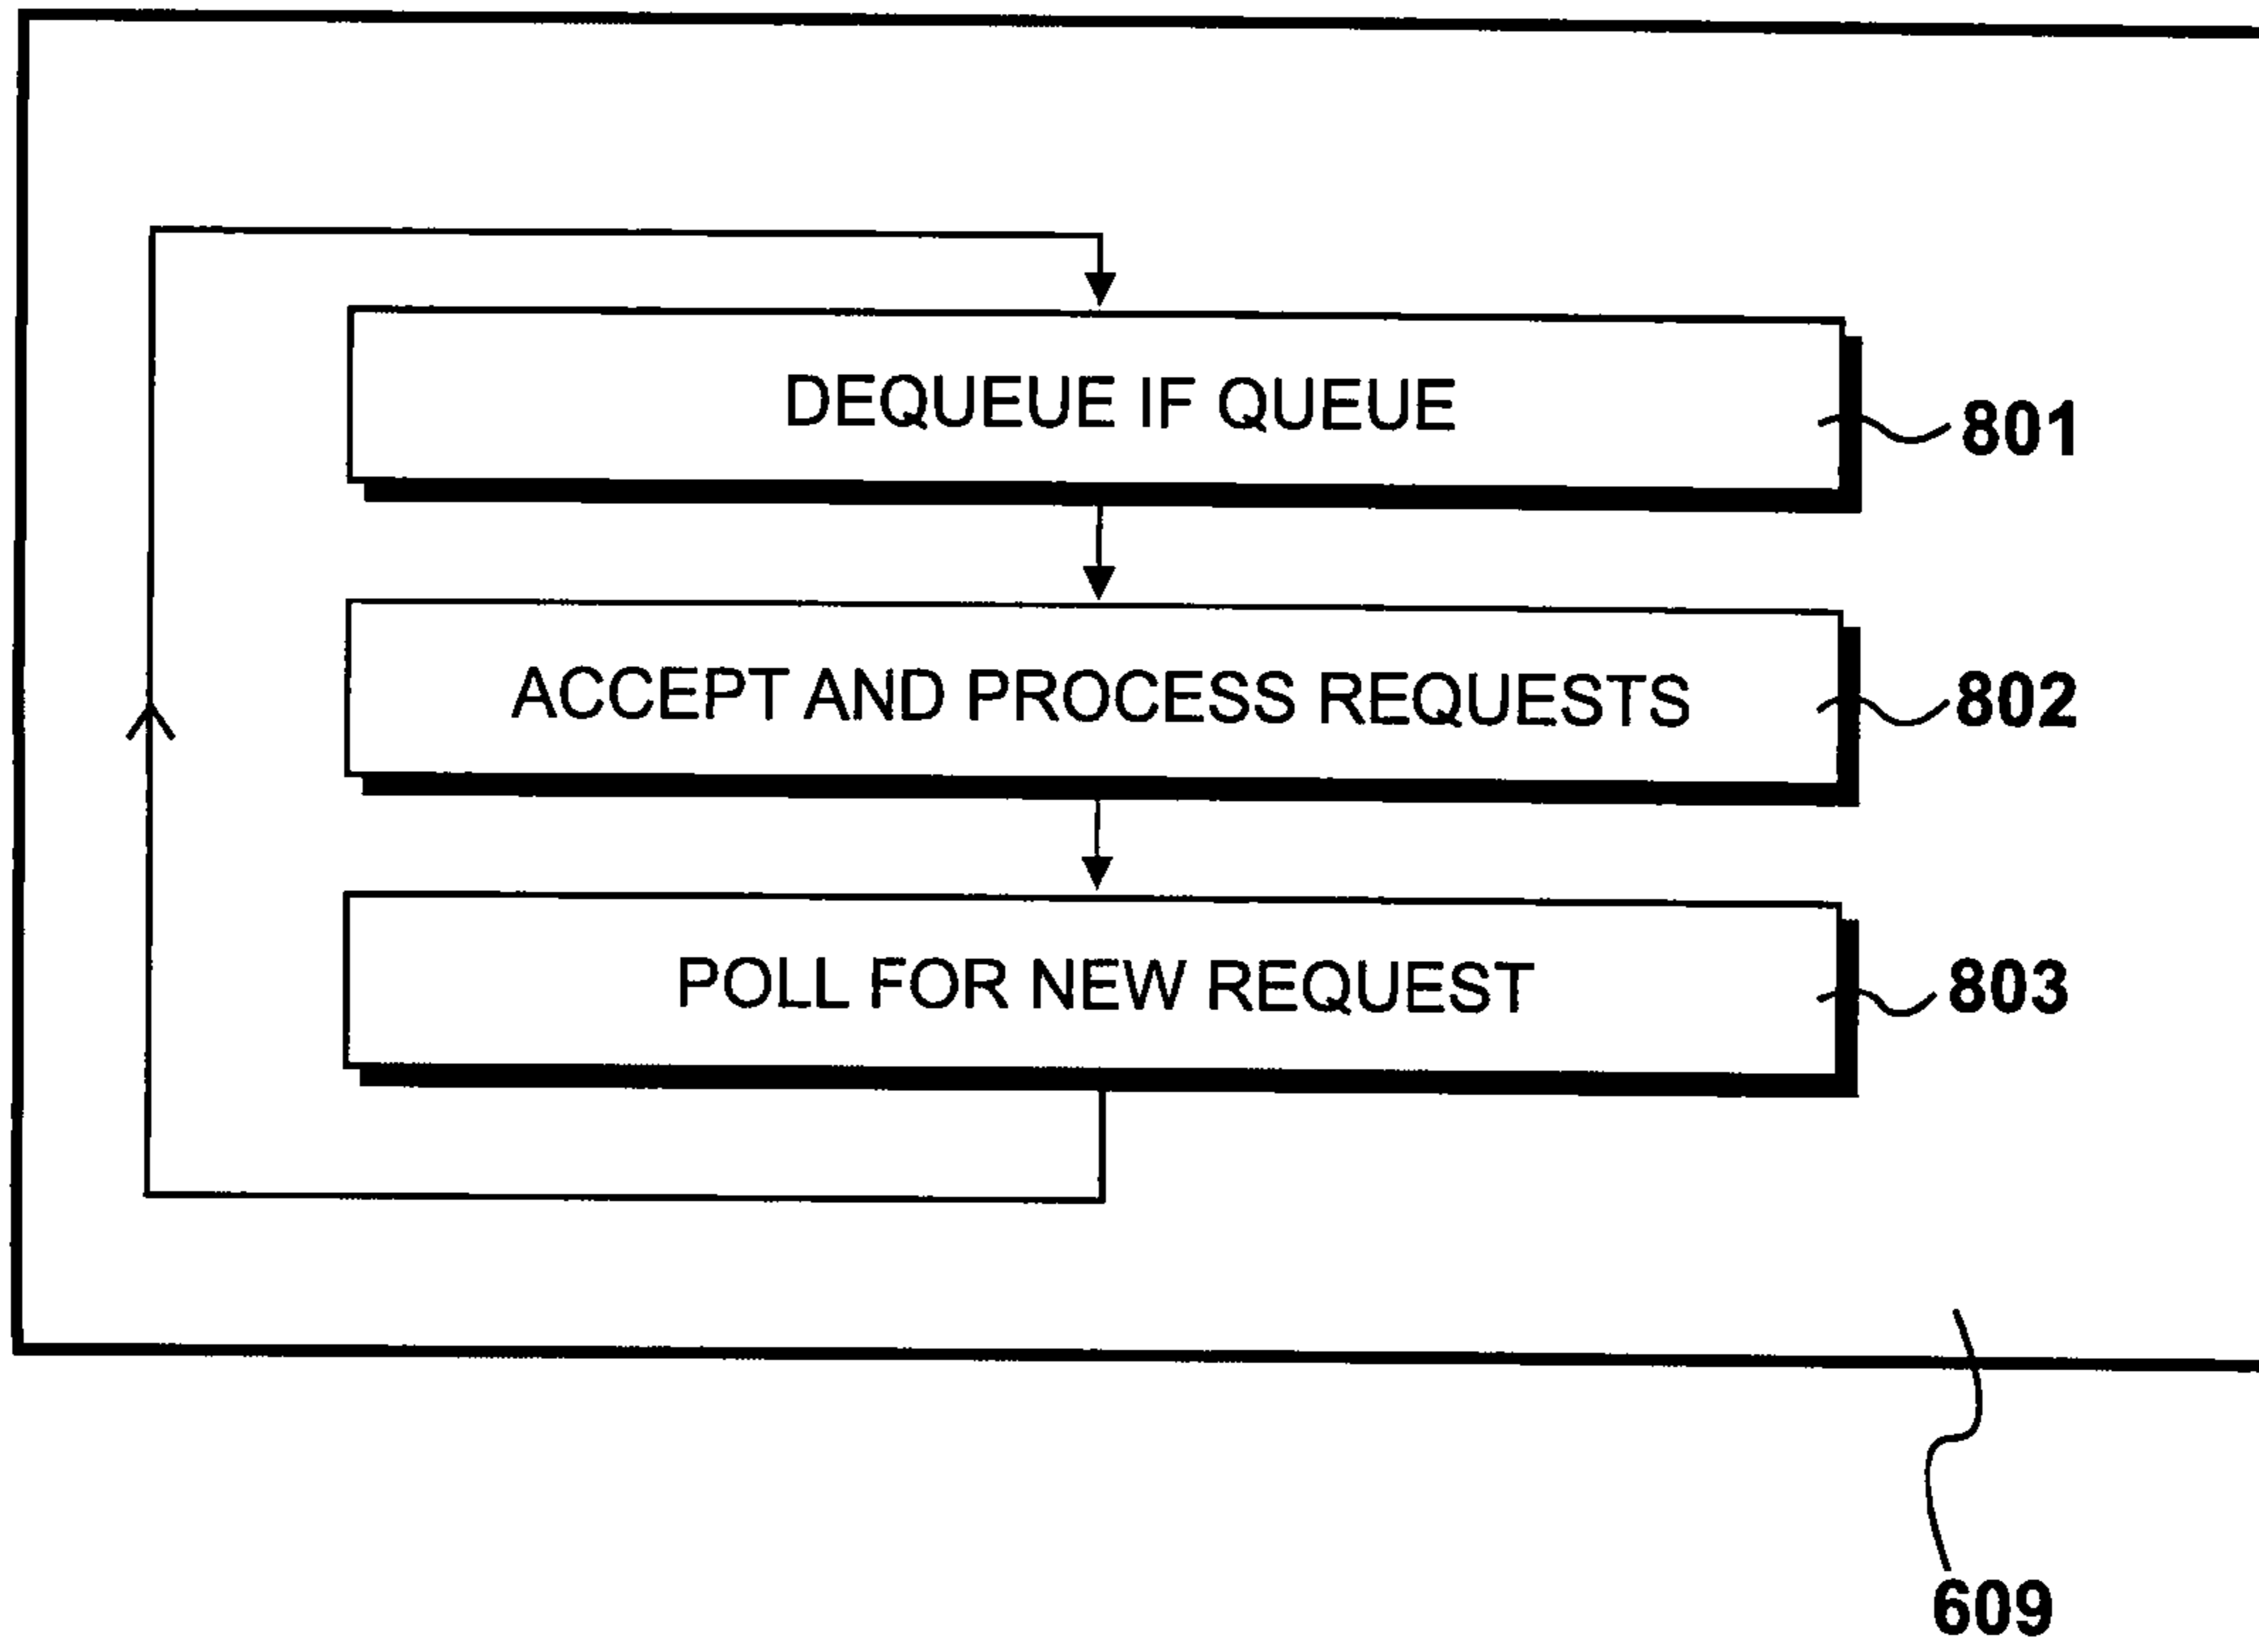 DEQUEUE IF QUEUE
801
ACCEPT AND PROCESS REQUESTS
802
POLL FOR NEW REQUEST
803
609